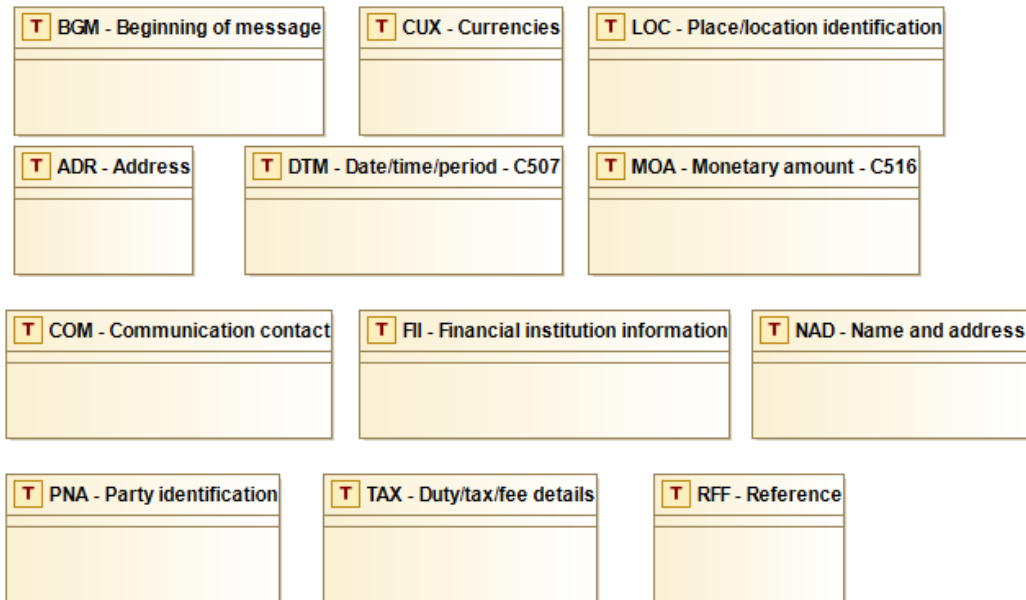 T BGM - Beginning of message
T CUX - Currencies
T LOC - Place/location identification
T ADR - Address
T DTM - Date/time/period - C507
T MOA - Monetary amount - C516
T COM - Communication contact
T FII - Financial institution information
T NAD - Name and address
T PNA - Party identification
T TAX - Duty/tax/fee details
T RFF - Reference